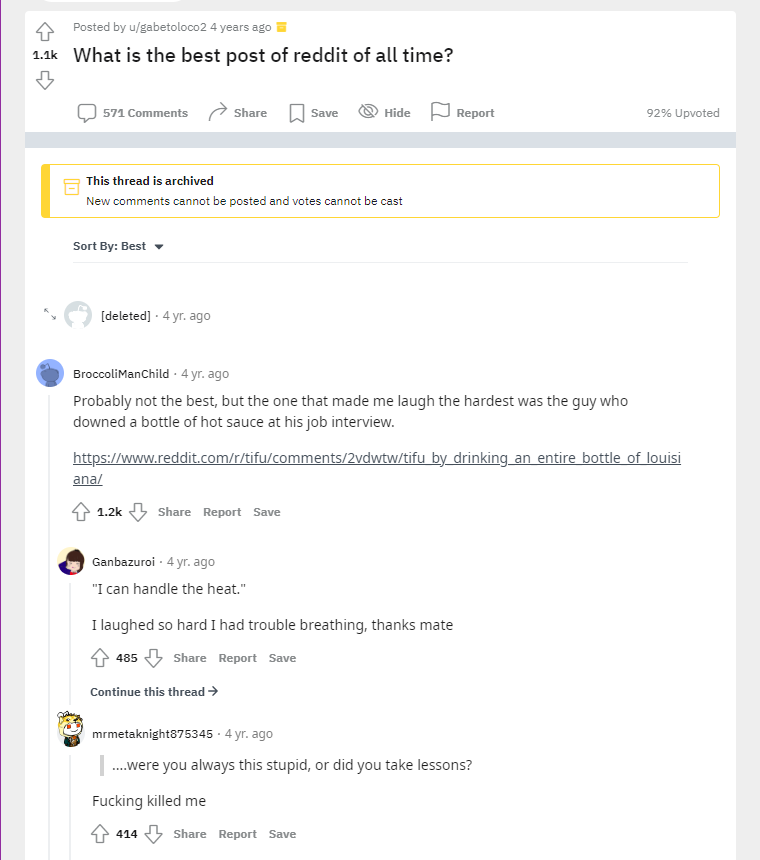 Posted by u/gabetoloco2 4 years ago
1.1k
What is the best post of reddit of all time?
571 Comments Share Save Hide Report 92% Upvoted
This thread is archived
New comments cannot be posted and votes cannot be cast
Sort By: Best
[deleted] · 4 yr. ago
BroccoliManChild · 4 yr. ago
Probably not the best, but the one that made me laugh the hardest was the guy who
downed a bottle of hot sauce at his job interview.
https://www.reddit.com/r/tifu/comments/2vdwtw/tifu_by_drinking_an_entire_bottle_of_louisi
ana/
1.2k Share Report Save
Ganbazuroi · 4 yr. ago
"I can handle the heat."
I laughed so hard I had trouble breathing, thanks mate
485 Share Report Save
Continue this thread →
mrmetaknight875345 · 4 yr. ago
....were you always this stupid, or did you take lessons?
Fucking killed me
414 Share Report Save